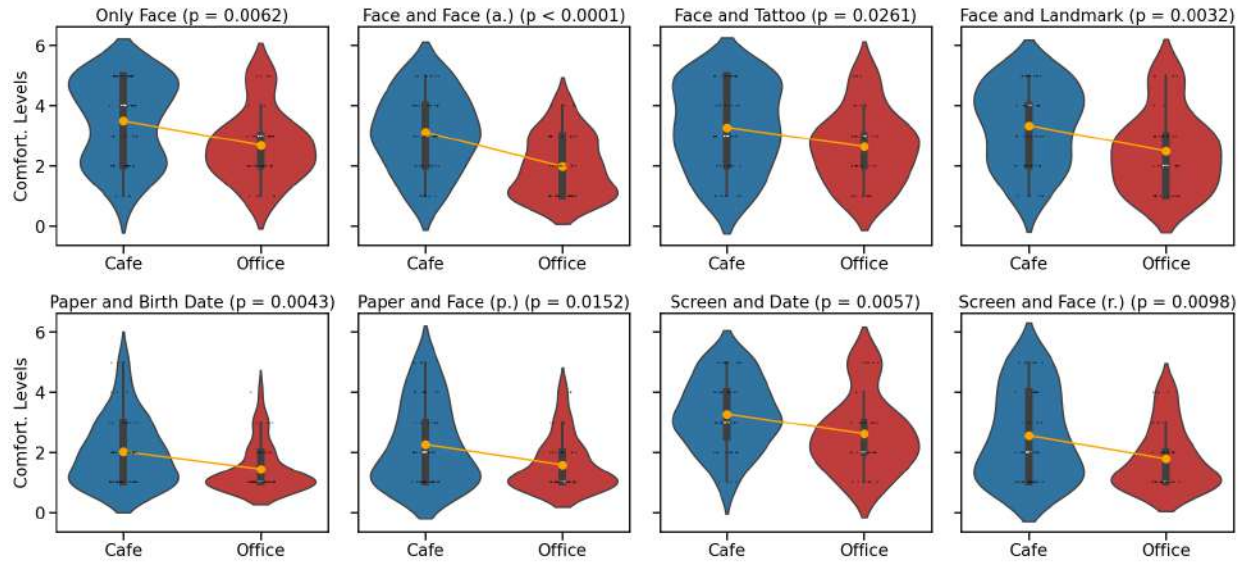 Only Face (p = 0.0062)
Face and Face (a.) (p < 0.0001)
Face and Tattoo (p = 0.0261)
Face and Landmark (p = 0.0032)
Comfort. Levels
6
4
2
0
Cafe
Office
Cafe
Office
Cafe
Office
Cafe
Office
Paper and Birth Date (p = 0.0043)
Paper and Face (p.) (p = 0.0152)
Screen and Date (p = 0.0057)
Screen and Face (r.) (p = 0.0098)
Comfort. Levels
6
4
2
0
Cafe
Office
Cafe
Office
Cafe
Office
Cafe
Office